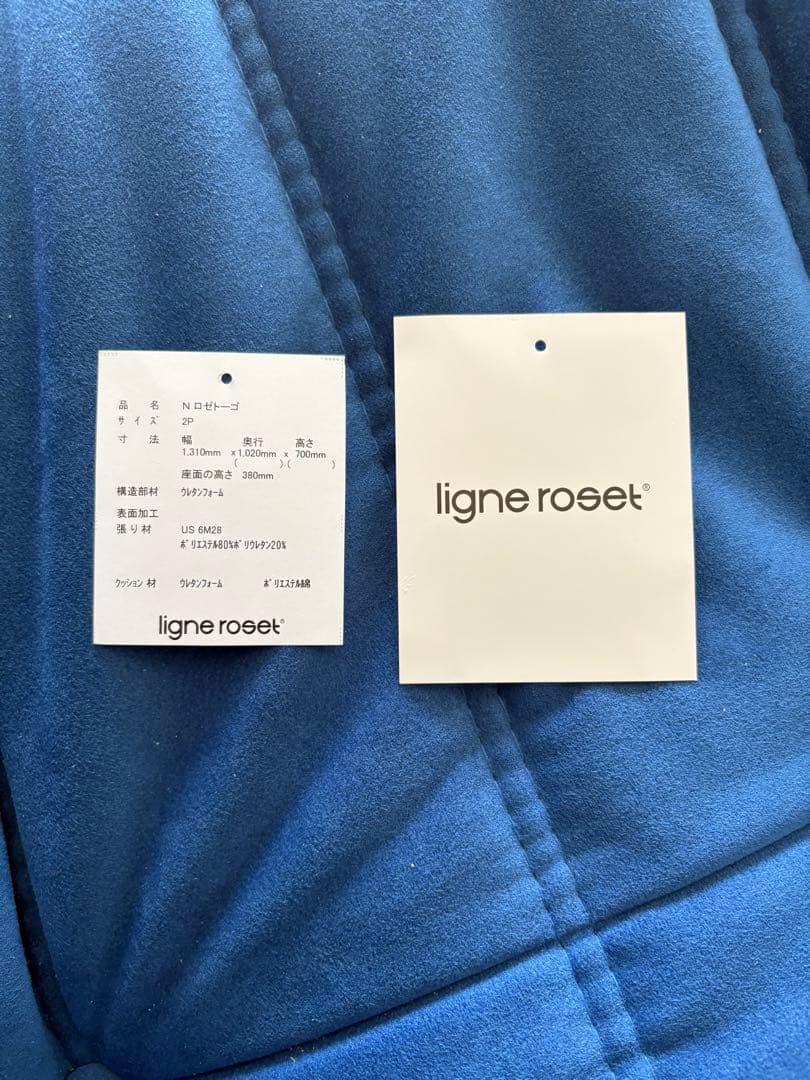 品 名 N ロゼトーゴ
サ イ ズ 2P
寸 法 幅 奥行 高さ
1.310mm x 1.020mm x 700mm
( )( )
座面の高さ 380mm
構造部材 ウレタンフォーム
表面加工
張り材 US 6M28
ポリエステル80%ポリウレタン20%
クッション材 ウレタンフォーム ポリエステル綿
ligne roset®
ligne roset®